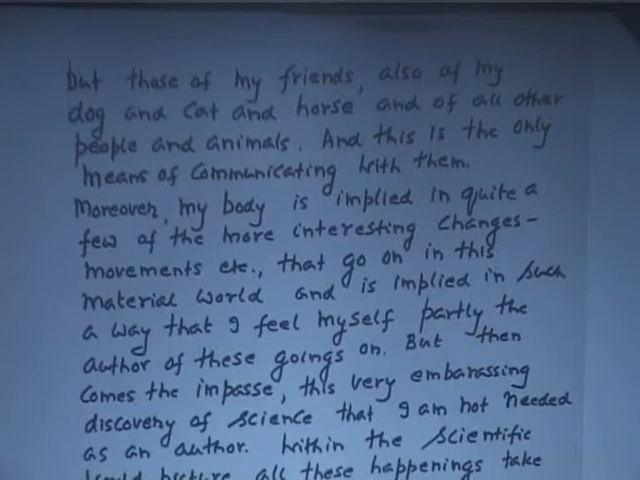 but those of my friends, also of my
dog and cat and horse and of all other
people and animals. And this is the only
means of communicating with them.
Moreover, my body is implied in quite a
few of the more interesting changes-
movements etc., that go on in this
material world and is implied in such
a way that I feel myself partly the
author of these goings on. But then
comes the impasse, this very embarassing
discovery of science that I am not needed
as an author. Within the scientific
world picture all these happenings take